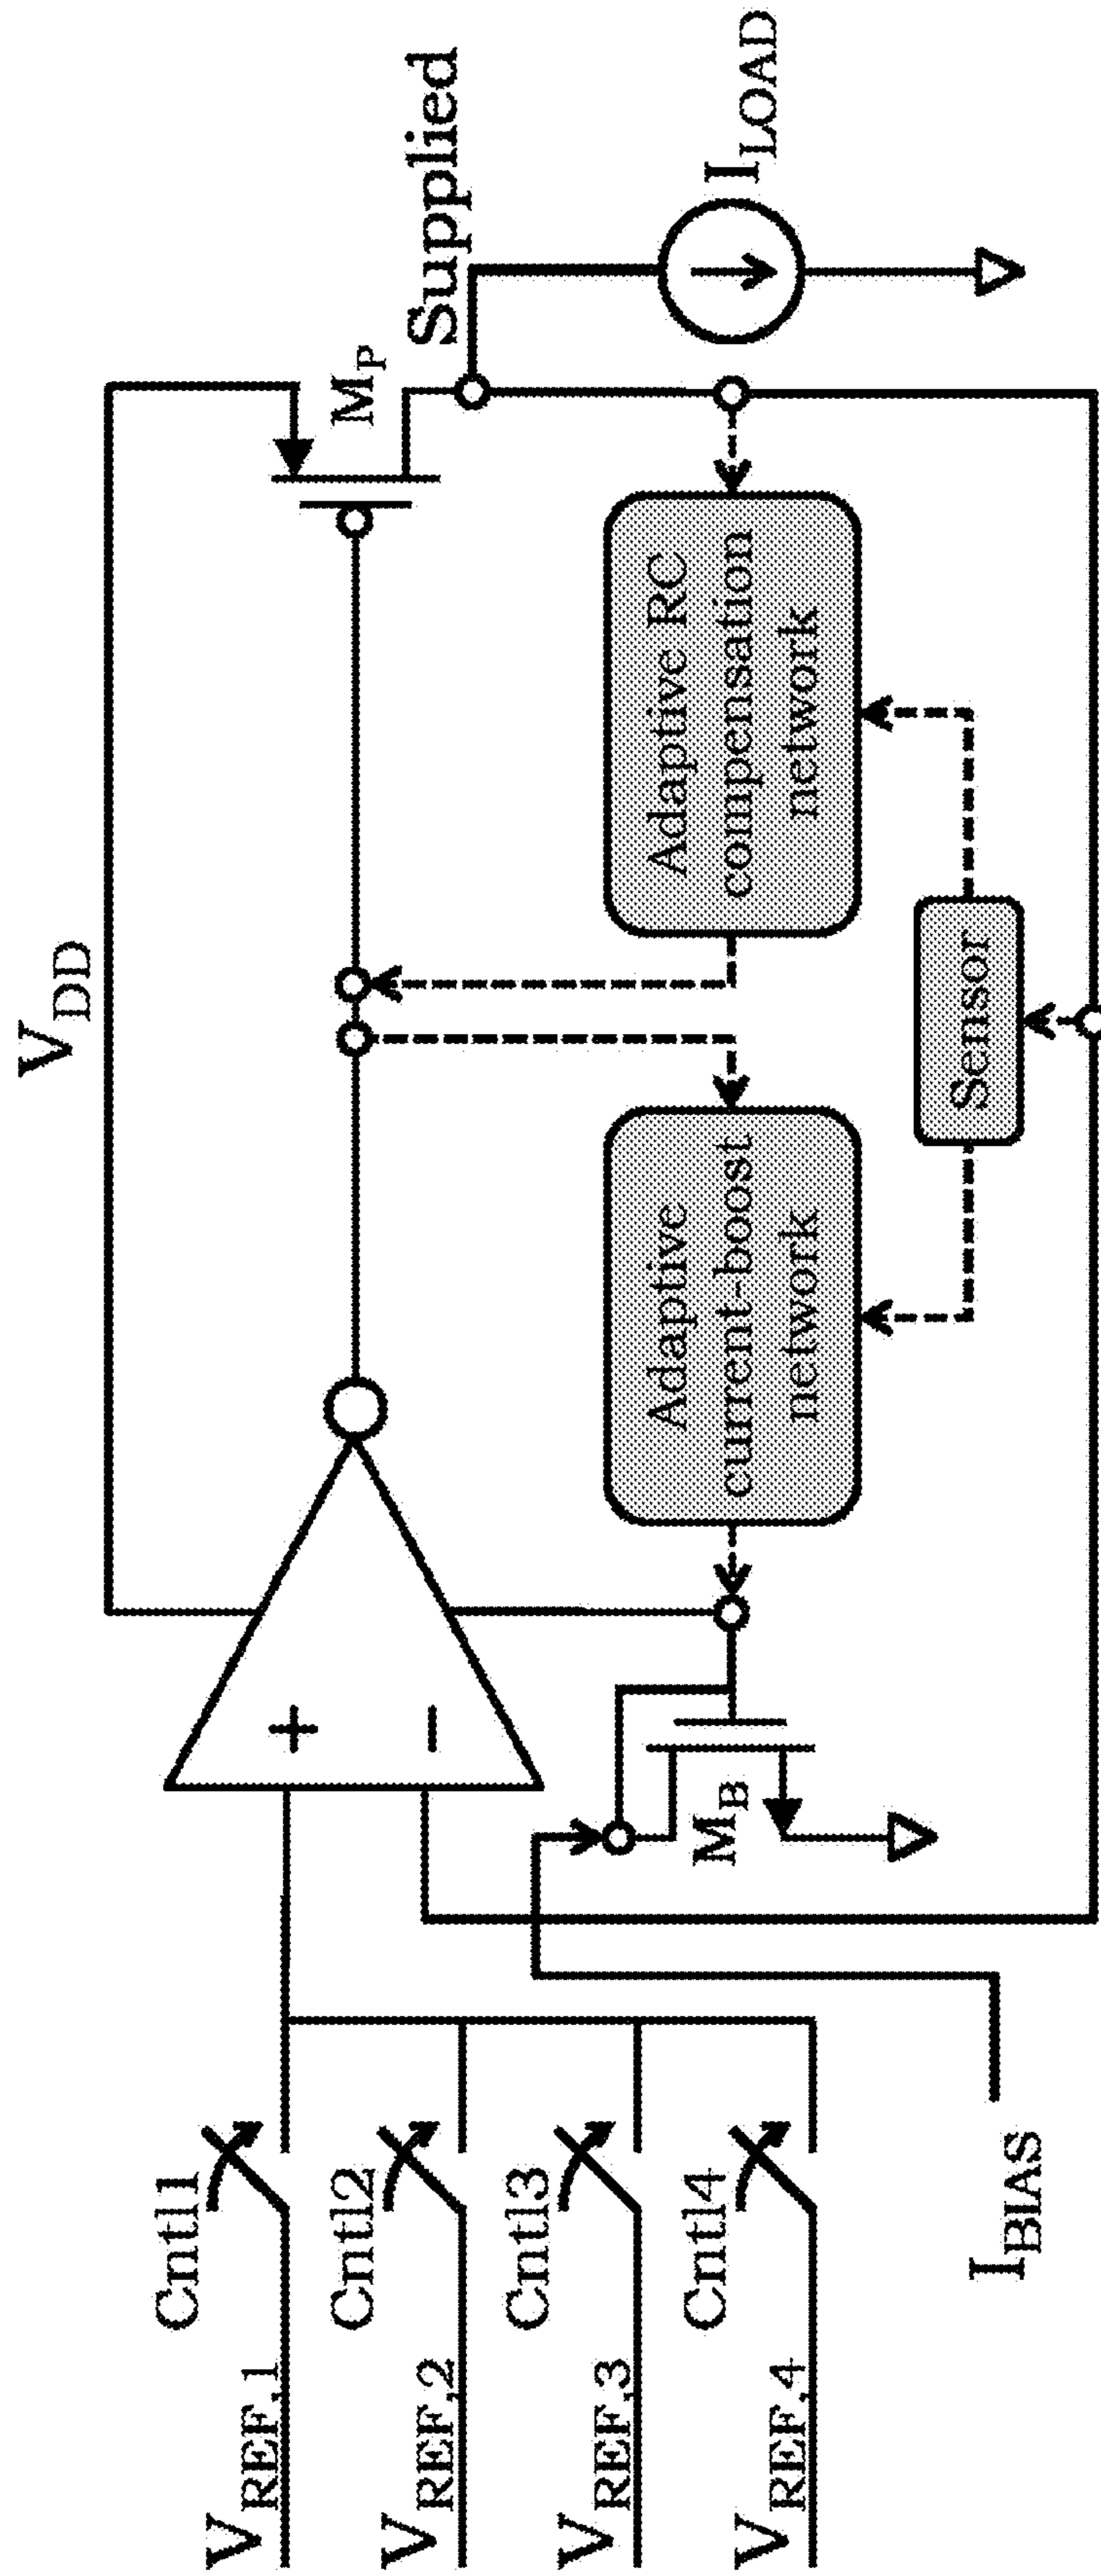 V_DD
Cntl1
V_REF,1
Cntl2
V_REF,2
Cntl3
V_REF,3
Cntl4
V_REF,4
I_BIAS
+
−
M_B
M_P
Supplied
I_LOAD
Adaptive
current-boost
network
Adaptive RC
compensation
network
Sensor